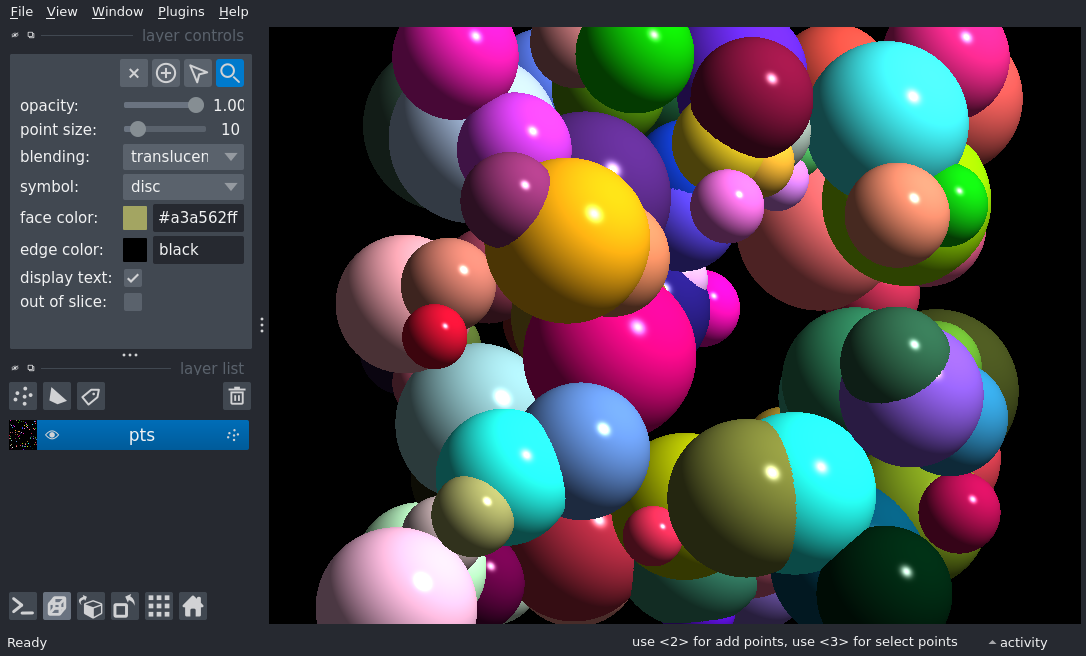 File View Window Plugins Help
layer controls
opacity: 1.00
point size: 10
blending: translucen
symbol: disc
face color: #a3a562ff
edge color: black
display text:
out of slice:
layer list
pts
Ready
use <2> for add points, use <3> for select points
activity